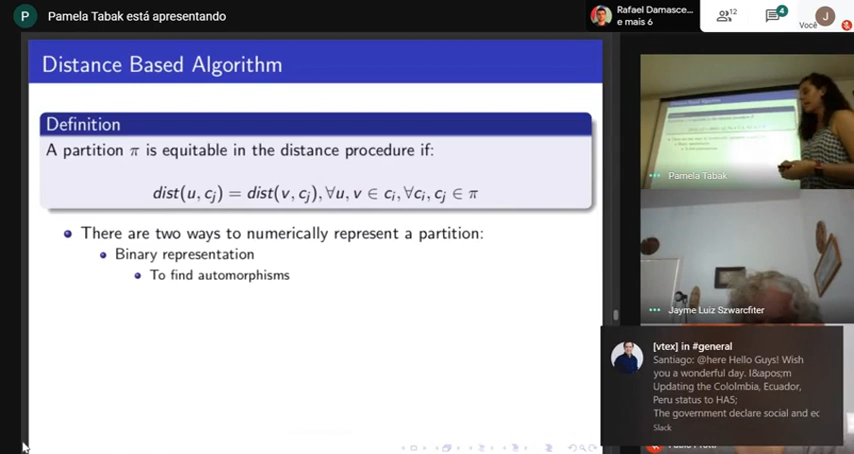 P
Pamela Tabak está apresentando
Rafael Damasce...
e mais 6
12
4
Você
J
Distance Based Algorithm
Definition
A partition π is equitable in the distance procedure if:
dist(u, cⱼ) = dist(v, cⱼ), ∀u, v ∈ cᵢ, ∀cᵢ, cⱼ ∈ π
There are two ways to numerically represent a partition:
Binary representation
To find automorphisms
Distance Based Algorithm
Pamela Tabak
Jayme Luiz Szwarcfiter
[vtex] in #general
Santiago: @here Hello Guys! Wish
you a wonderful day. I&apos;m
Updating the Cololmbia, Ecuador,
Peru status to HA5;
The government declare social and ec
Slack